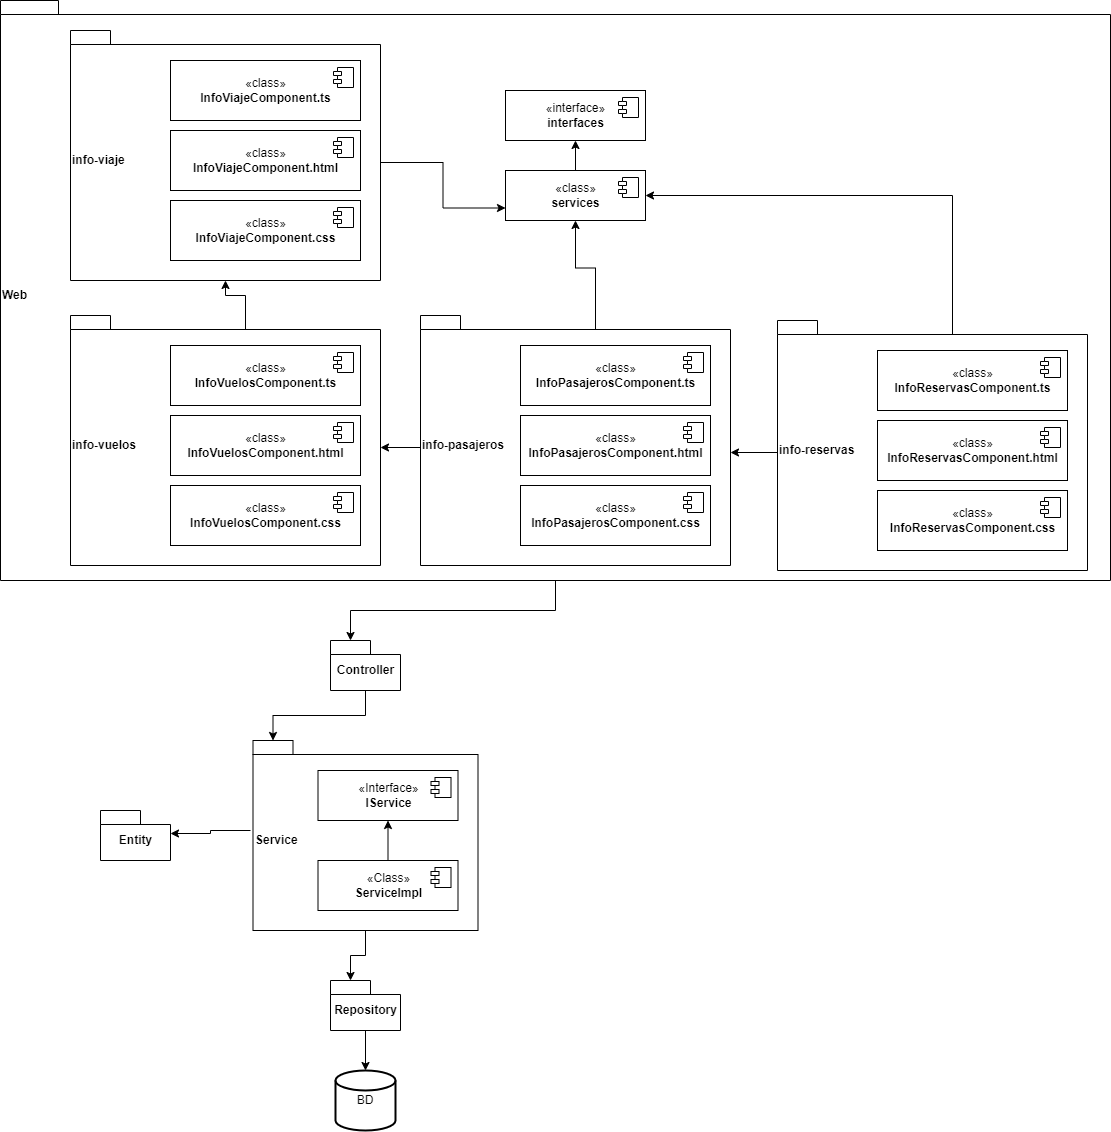 Web
info-viaje
«class»
InfoViajeComponent.ts
«class»
InfoViajeComponent.html
«class»
InfoViajeComponent.css
«interface»
interfaces
«class»
services
info-vuelos
«class»
InfoVuelosComponent.ts
«class»
InfoVuelosComponent.html
«class»
InfoVuelosComponent.css
info-pasajeros
«class»
InfoPasajerosComponent.ts
«class»
InfoPasajerosComponent.html
«class»
InfoPasajerosComponent.css
info-reservas
«class»
InfoReservasComponent.ts
«class»
InfoReservasComponent.html
«class»
InfoReservasComponent.css
Controller
Service
«Interface»
IService
«Class»
ServiceImpl
Entity
Repository
BD